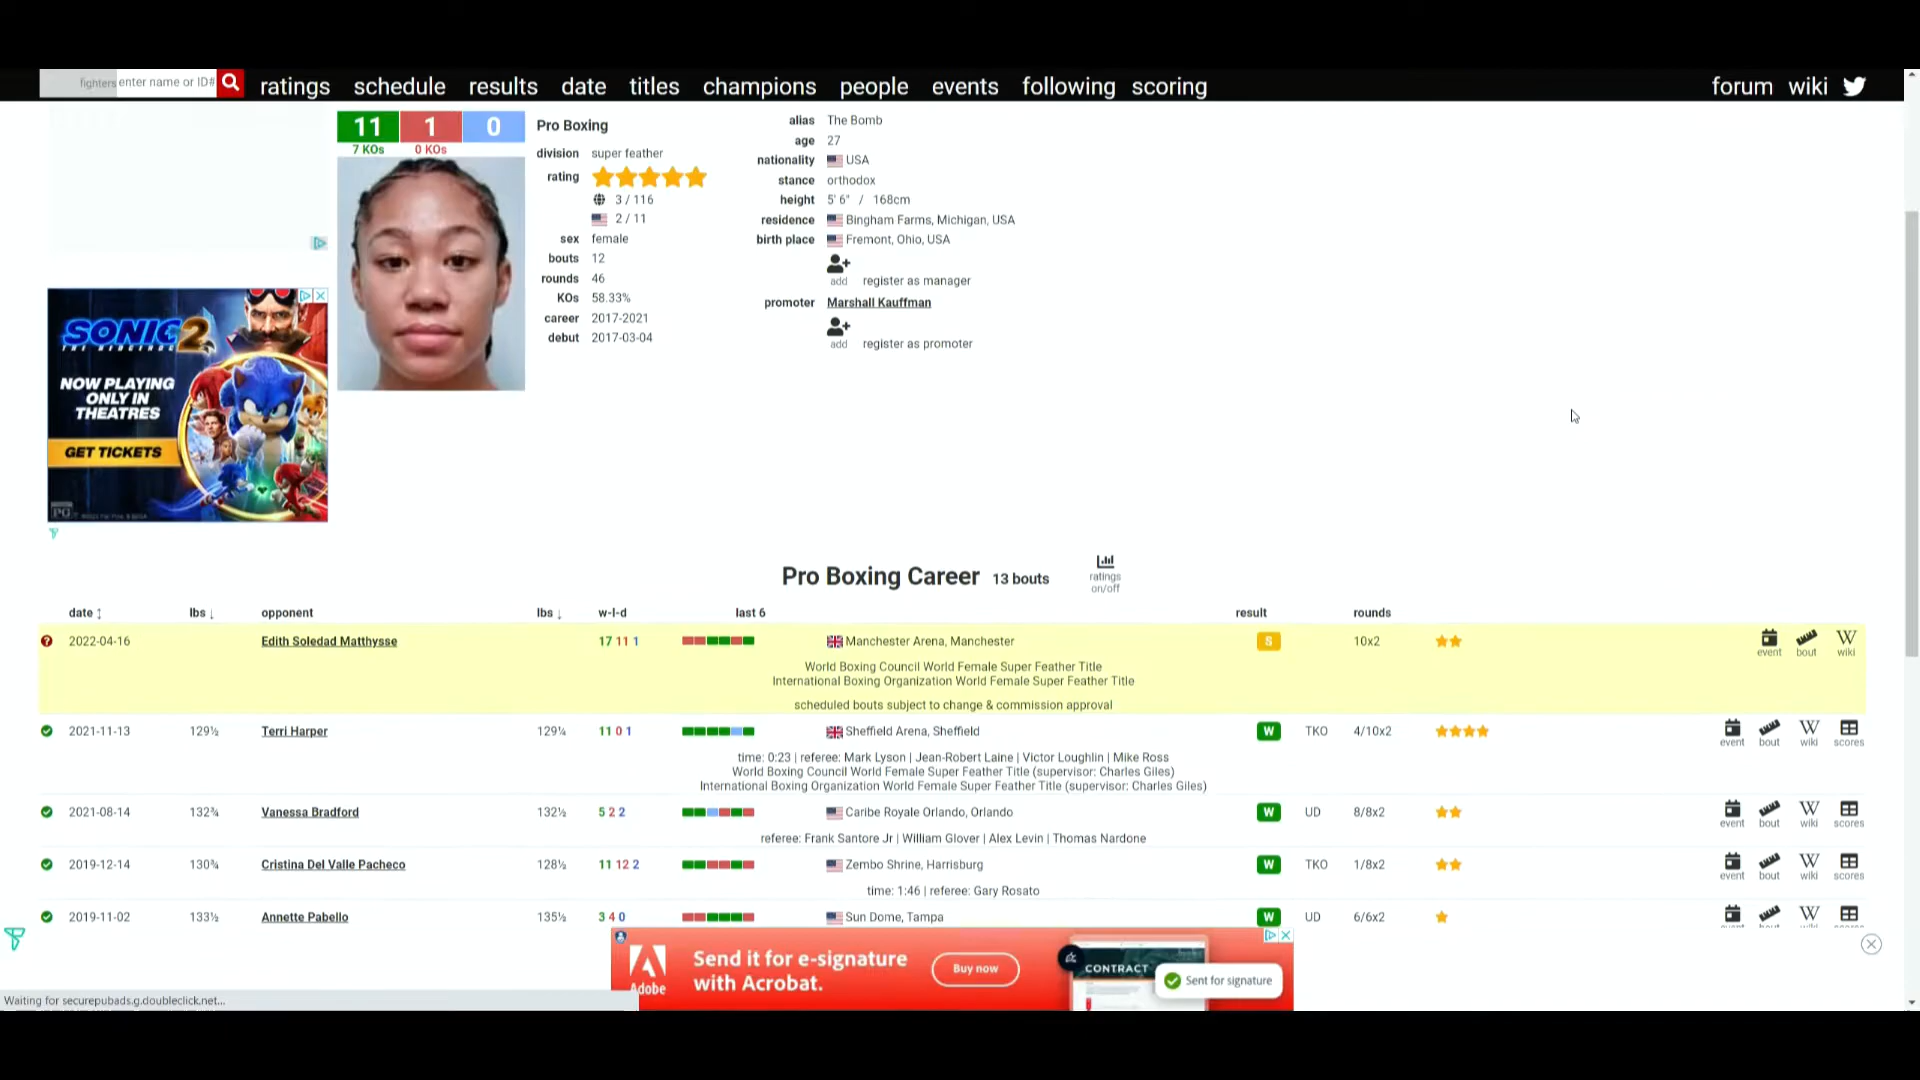 fighters enter name or ID#
ratings schedule results date titles champions people events following scoring
forum wiki
11 1 0
7 KOs 0 KOs
Pro Boxing
division super feather
rating
3 / 116
2 / 11
sex female
bouts 12
rounds 46
KOs 58.33%
career 2017-2021
debut 2017-03-04
alias The Bomb
age 27
nationality USA
stance orthodox
height 5' 6" / 168cm
residence Bingham Farms, Michigan, USA
birth place Fremont, Ohio, USA
add register as manager
promoter Marshall Kauffman
add register as promoter
SONIC 2
THE HEDGEHOG
NOW PLAYING
ONLY IN
THEATRES
GET TICKETS
PG
Pro Boxing Career 13 bouts
ratings
on/off
date lbs opponent lbs w-l-d last 6 result rounds
2022-04-16 Edith Soledad Matthysse 17 11 1 Manchester Arena, Manchester S 10x2
event bout wiki
World Boxing Council World Female Super Feather Title
International Boxing Organization World Female Super Feather Title
scheduled bouts subject to change & commission approval
2021-11-13 129½ Terri Harper 129¼ 11 0 1 Sheffield Arena, Sheffield W TKO 4/10x2
event bout wiki scores
time: 0:23 | referee: Mark Lyson | Jean-Robert Laine | Victor Loughlin | Mike Ross
World Boxing Council World Female Super Feather Title (supervisor: Charles Giles)
International Boxing Organization World Female Super Feather Title (supervisor: Charles Giles)
2021-08-14 132¾ Vanessa Bradford 132½ 5 2 2 Caribe Royale Orlando, Orlando W UD 8/8x2
event bout wiki scores
referee: Frank Santore Jr | William Glover | Alex Levin | Thomas Nardone
2019-12-14 130¾ Cristina Del Valle Pacheco 128½ 11 12 2 Zembo Shrine, Harrisburg W TKO 1/8x2
event bout wiki scores
time: 1:46 | referee: Gary Rosato
2019-11-02 133½ Annette Pabello 135½ 3 4 0 Sun Dome, Tampa W UD 6/6x2
Adobe
Send it for e-signature
with Acrobat.
Buy now
CONTRACT
Sent for signature
Waiting for securepubads.g.doubleclick.net...